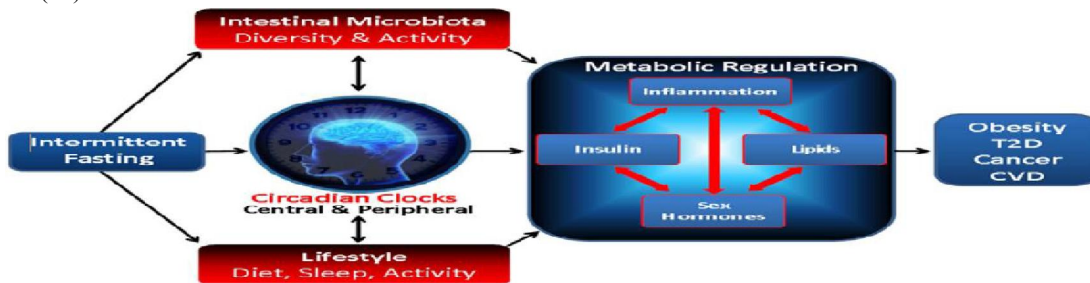 Intestinal Microbiota
Diversity & Activity
Intermittent
Fasting
12
Circadian Clocks
Central & Peripheral
Lifestyle
Diet, Sleep, Activity
Metabolic Regulation
Inflammation
Insulin
Lipids
Sex
Hormones
Obesity
T2D
Cancer
CVD